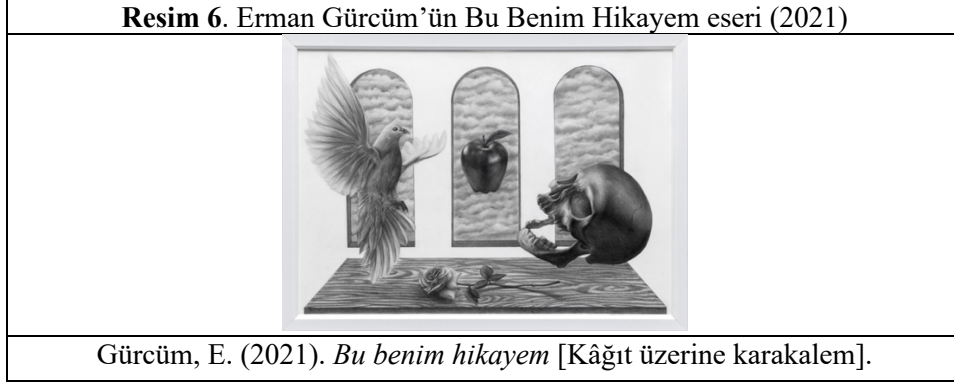 Resim 6. Erman Gürcüm’ün Bu Benim Hikayem eseri (2021)
Gürcüm, E. (2021). Bu benim hikayem [Kâğıt üzerine karakalem].